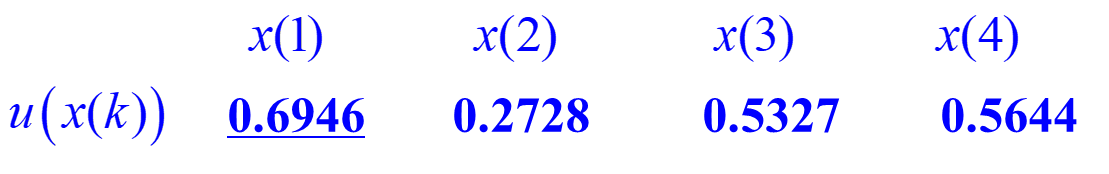 x(1) x(2) x(3) x(4)
u(x(k)) 0.6946 0.2728 0.5327 0.5644